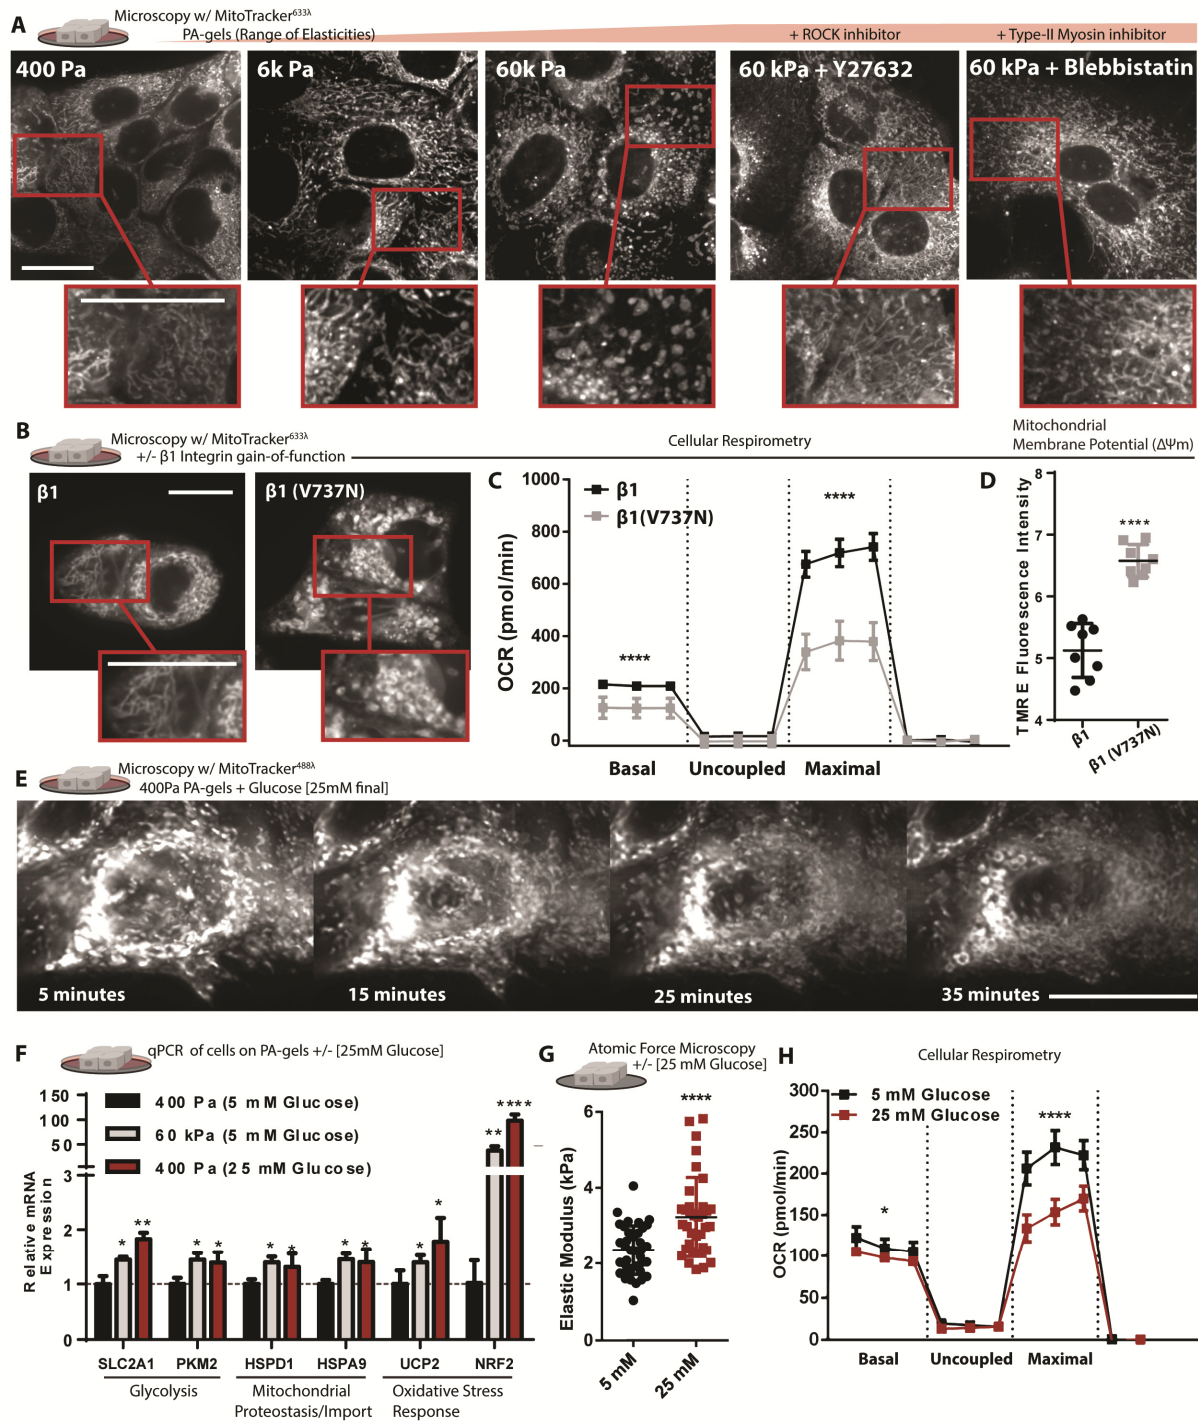 A
Microscopy w/ MitoTracker633λ
PA-gels (Range of Elasticities)
+ ROCK inhibitor
+ Type-II Myosin inhibitor
400 Pa
6k Pa
60k Pa
60 kPa + Y27632
60 kPa + Blebbistatin
B
Microscopy w/ MitoTracker633λ
+/- β1 Integrin gain-of-function
Cellular Respirometry
Mitochondrial
Membrane Potential (ΔΨm)
β1
β1 (V737N)
C
OCR (pmol/min)
1000
800
600
400
200
0
β1
β1(V737N)
****
****
Basal
Uncoupled
Maximal
D
TMRE Fluorescence Intensity
8
7
6
5
4
****
β1
β1 (V737N)
E
Microscopy w/ MitoTracker488λ
400Pa PA-gels + Glucose [25mM final]
5 minutes
15 minutes
25 minutes
35 minutes
F
qPCR of cells on PA-gels +/- [25mM Glucose]
Relative mRNA
Expression
150
100
50
3
2
1
0
400 Pa (5 mM Glucose)
60 kPa (5 mM Glucose)
400 Pa (25 mM Glucose)
* ** * * * * * * * * ** ****
SLC2A1
PKM2
HSPD1
HSPA9
UCP2
NRF2
Glycolysis
Mitochondrial
Proteostasis/Import
Oxidative Stress
Response
G
Atomic Force Microscopy
+/- [25 mM Glucose]
Elastic Modulus (kPa)
6
4
2
0
****
5 mM
25 mM
H
Cellular Respirometry
OCR (pmol/min)
300
250
200
150
100
50
0
5 mM Glucose
25 mM Glucose
*
****
Basal
Uncoupled
Maximal